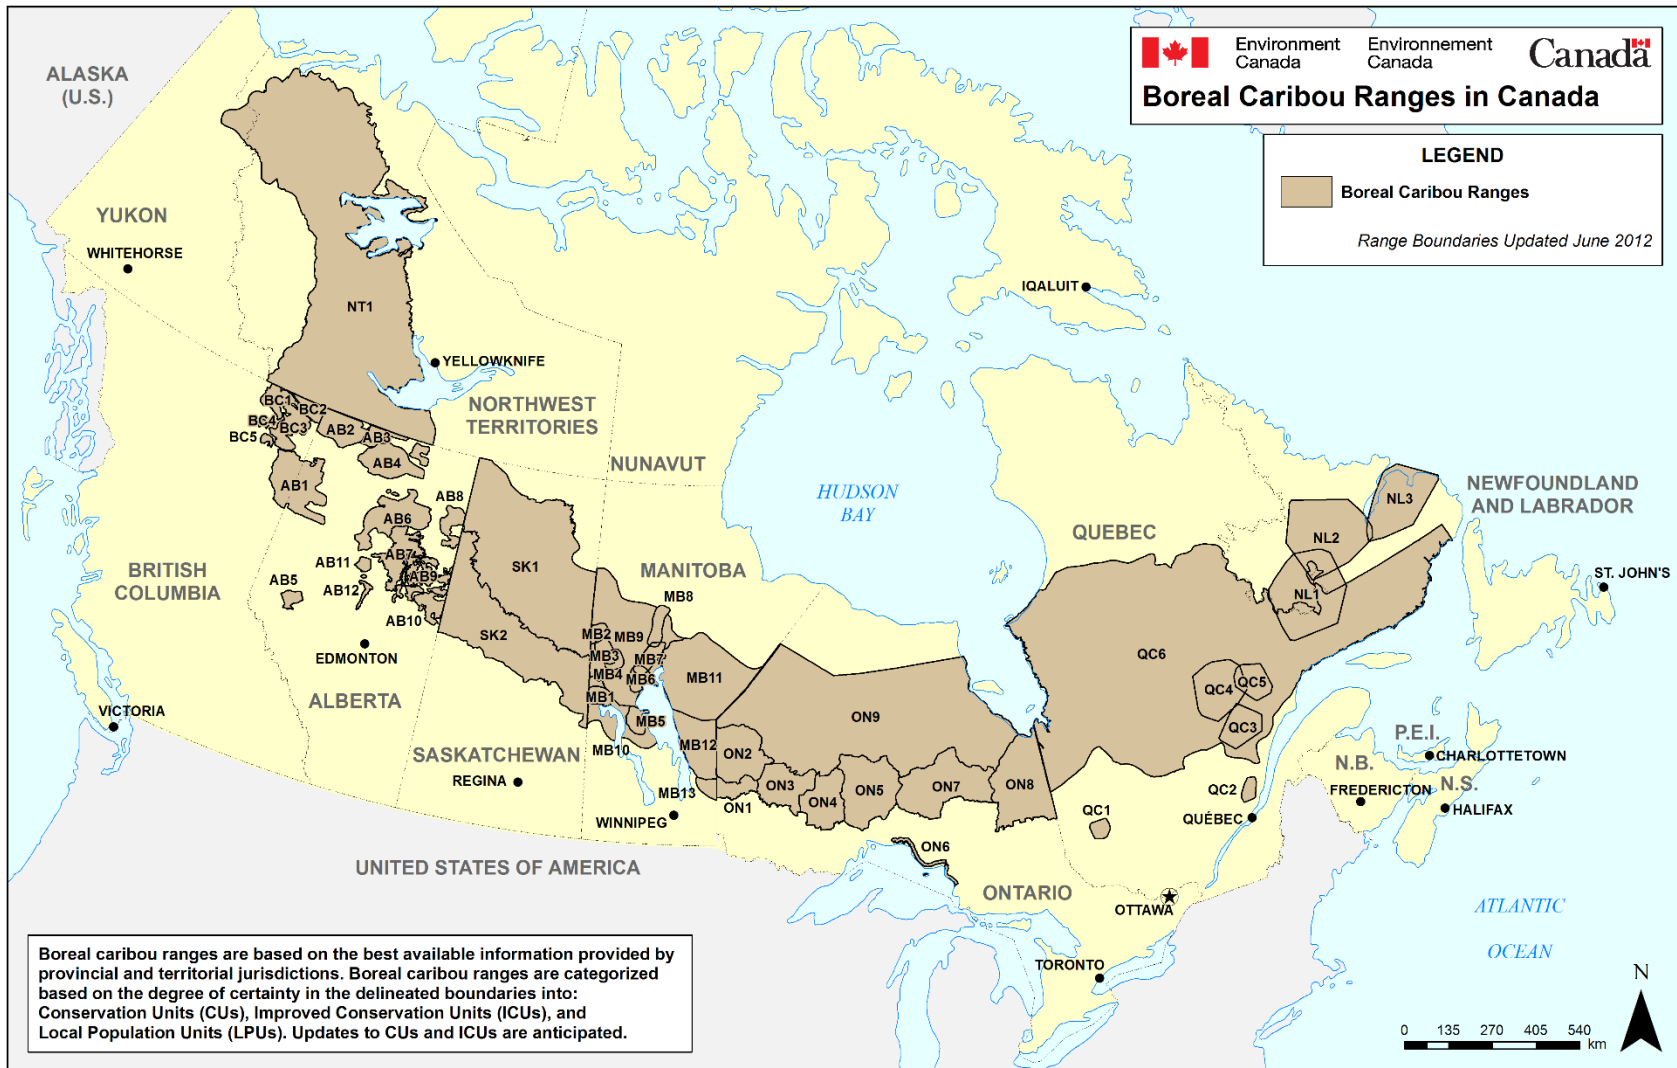 Environment
Canada
Environnement
Canada
Canada
Boreal Caribou Ranges in Canada
LEGEND
Boreal Caribou Ranges
Range Boundaries Updated June 2012
ALASKA
(U.S.)
YUKON
WHITEHORSE
IQALUIT
NT1
YELLOWKNIFE
NORTHWEST
TERRITORIES
NUNAVUT
BC1
BC2
BC4
BC3
BC5
AB2
AB3
AB4
AB1
AB8
AB6
AB7
AB11
AB9
AB5
AB12
AB10
BRITISH
COLUMBIA
EDMONTON
ALBERTA
VICTORIA
SK1
SK2
SASKATCHEWAN
REGINA
MANITOBA
MB8
MB2
MB9
MB3
MB7
MB4
MB6
MB1
MB11
MB5
MB10
MB12
MB13
WINNIPEG
HUDSON
BAY
ON9
ON2
ON3
ON1
ON4
ON5
ON7
ON8
ON6
ONTARIO
OTTAWA
TORONTO
QUEBEC
QC6
QC4
QC5
QC3
QC2
QC1
QUÉBEC
NL3
NL2
NL1
NEWFOUNDLAND
AND LABRADOR
ST. JOHN'S
P.E.I.
CHARLOTTETOWN
N.B.
FREDERICTON
N.S.
HALIFAX
UNITED STATES OF AMERICA
ATLANTIC
OCEAN
Boreal caribou ranges are based on the best available information provided by
provincial and territorial jurisdictions. Boreal caribou ranges are categorized
based on the degree of certainty in the delineated boundaries into:
Conservation Units (CUs), Improved Conservation Units (ICUs), and
Local Population Units (LPUs). Updates to CUs and ICUs are anticipated.
N
0 135 270 405 540
km